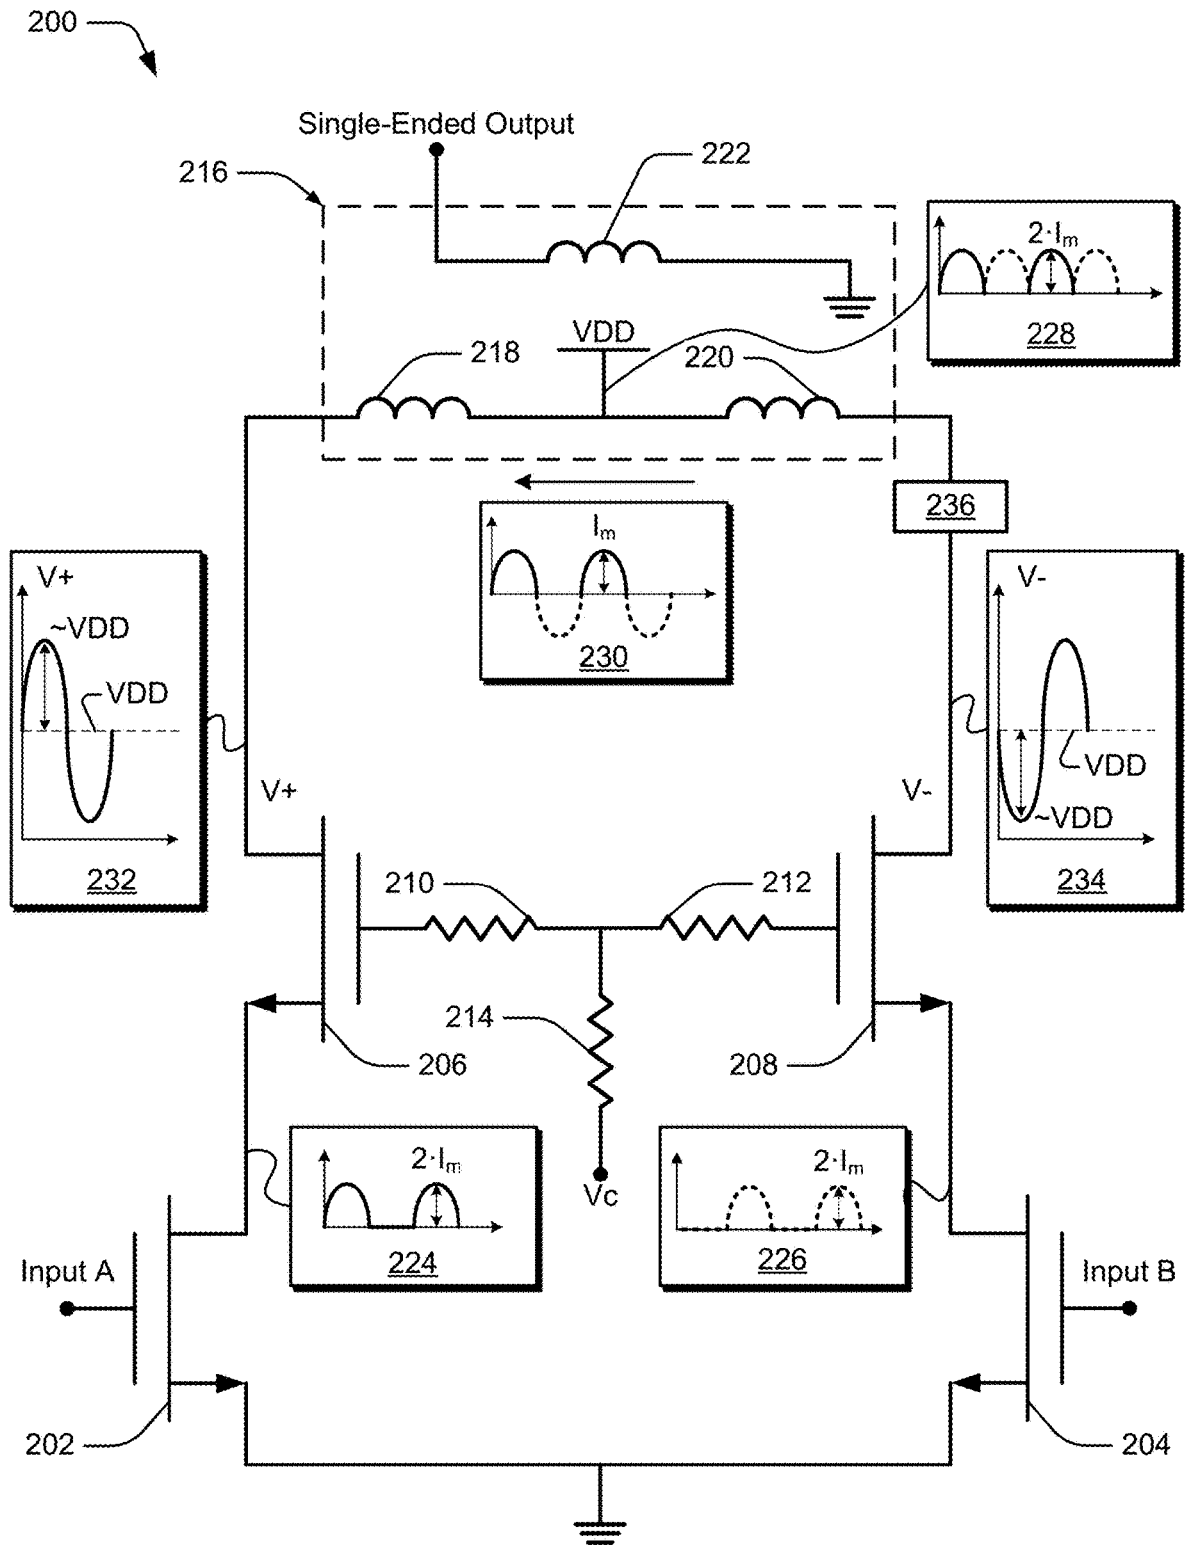 200
Single-Ended Output
222
216
2·Im
228
VDD
218
220
236
Im
230
V+
~VDD
VDD
232
V-
VDD
~VDD
234
V+
V-
210
212
214
206
208
2·Im
224
Vc
2·Im
226
Input A
Input B
202
204